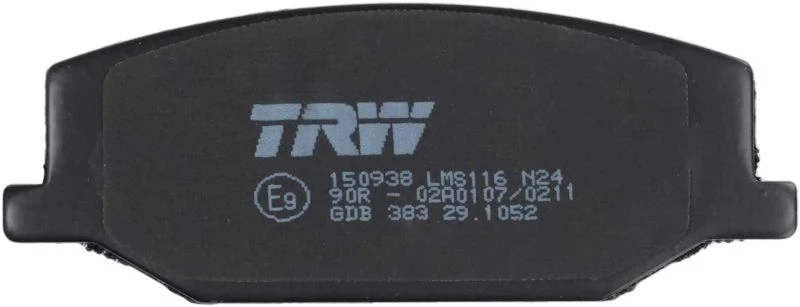 TRW
150938 LMS116 N24
E9 90R - 02A0107/0211
GDB 383 29.1052